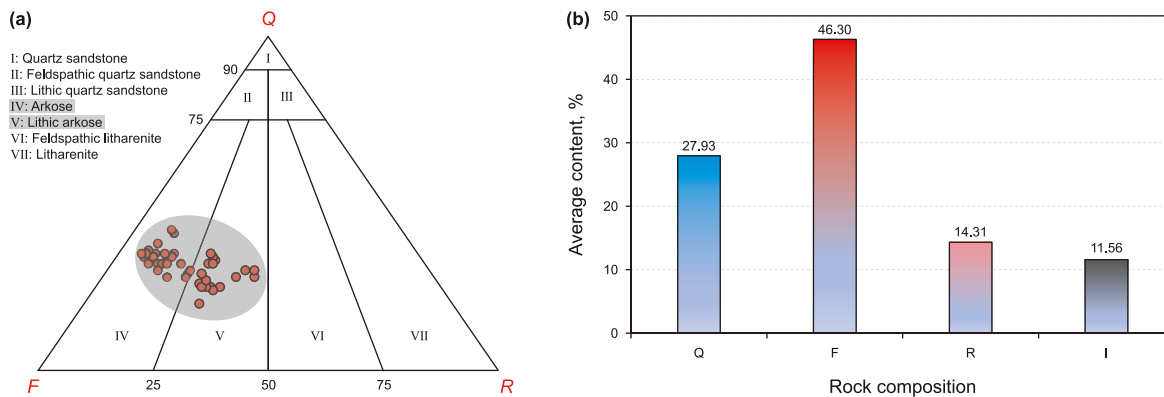 (a)
Q
I: Quartz sandstone
II: Feldspathic quartz sandstone
III: Lithic quartz sandstone
IV: Arkose
V: Lithic arkose
VI: Feldspathic litharenite
VII: Litharenite
I
90
II
III
75
IV
V
VI
VII
F
25
50
75
R
(b)
50
40
30
20
10
0
Average content, %
27.93
46.30
14.31
11.56
Q
F
R
I
Rock composition